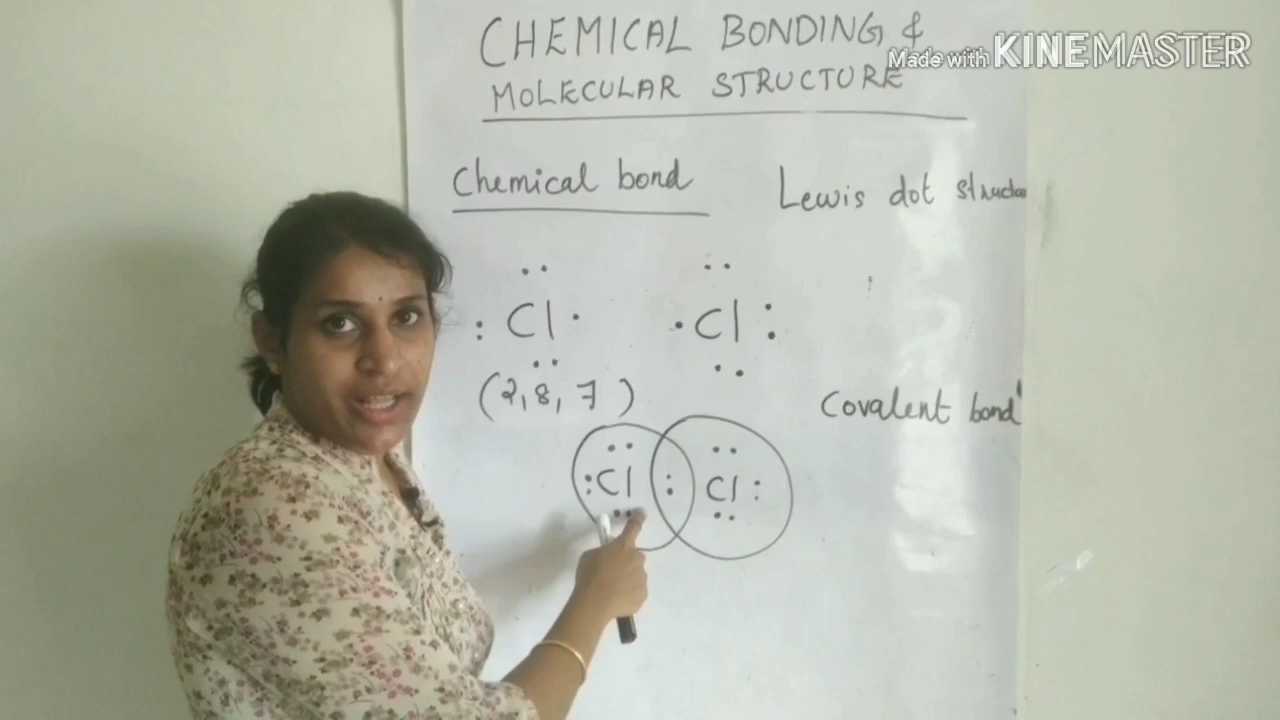 CHEMICAL BONDING &
Made with KINEMASTER
MOLECULAR STRUCTURE
Chemical bond
Lewis dot
Cl
Cl
(2, 8, 7)
Covalent bond
Cl
Cl